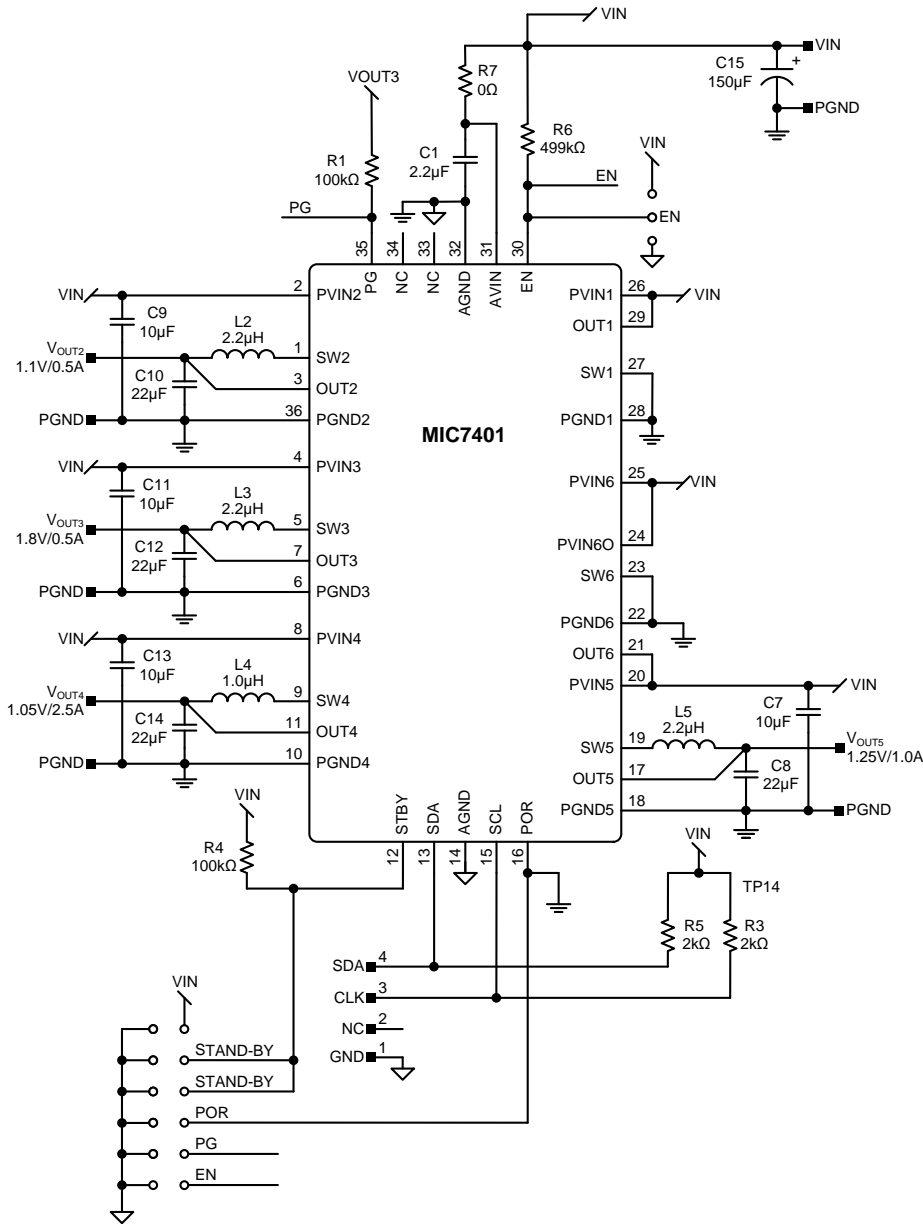 VIN
VIN
C15
150µF
PGND
VOUT3
R7
0Ω
R6
499kΩ
VIN
R1
100kΩ
C1
2.2µF
EN
PG
EN
35
34
33
32
31
30
PG
NC
NC
AGND
AVIN
EN
VIN
2
PVIN2
C9
10µF
L2
2.2µH
VOUT2
1.1V/0.5A
1
SW2
C10
22µF
3
OUT2
PGND
36
PGND2
VIN
4
PVIN3
C11
10µF
L3
2.2µH
VOUT3
1.8V/0.5A
5
SW3
C12
22µF
7
OUT3
PGND
6
PGND3
VIN
8
PVIN4
C13
10µF
L4
1.0µH
VOUT4
1.05V/2.5A
9
SW4
C14
22µF
11
OUT4
PGND
10
PGND4
MIC7401
PVIN1
26
VIN
OUT1
29
SW1
27
PGND1
28
PVIN6
25
VIN
PVIN6O
24
SW6
23
PGND6
22
OUT6
21
PVIN5
20
VIN
C7
10µF
L5
2.2µH
SW5
19
VOUT5
1.25V/1.0A
OUT5
17
C8
22µF
PGND5
18
PGND
STBY
SDA
AGND
SCL
POR
12
13
14
15
16
VIN
R4
100kΩ
VIN
TP14
R5
2kΩ
R3
2kΩ
SDA
4
CLK
3
NC
2
GND
1
VIN
STAND-BY
STAND-BY
POR
PG
EN